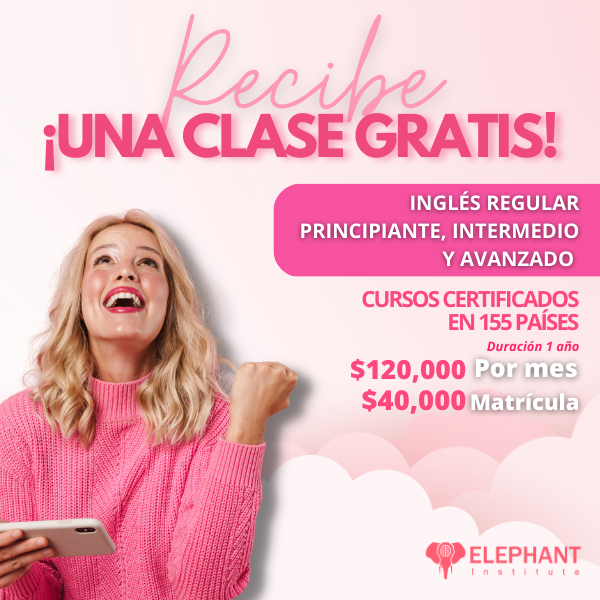 Recibe
¡UNA CLASE GRATIS!
INGLÉS REGULAR
PRINCIPIANTE, INTERMEDIO
Y AVANZADO
CURSOS CERTIFICADOS
EN 155 PAÍSES
Duración 1 año
$120,000 Por mes
$40,000 Matrícula
ELEPHANT
Institute